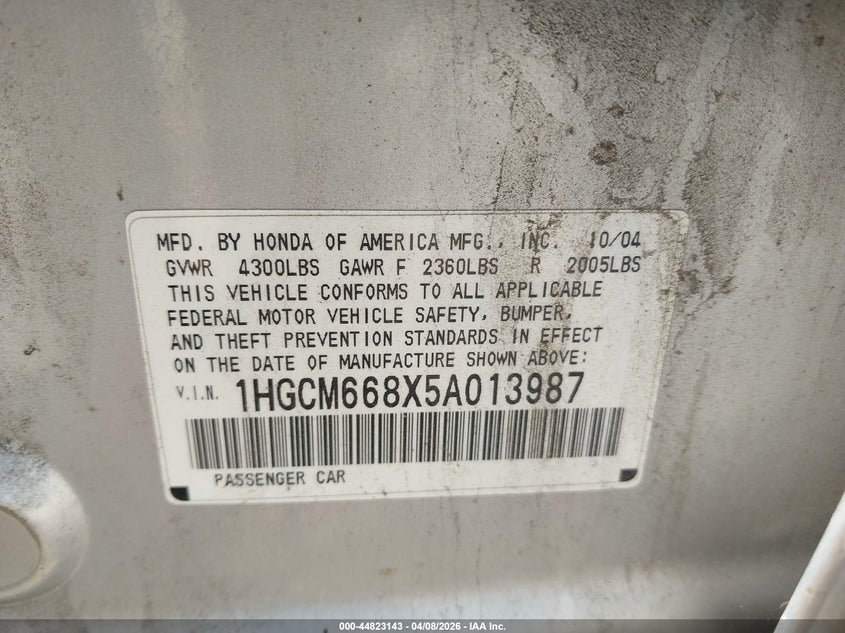 MFD. BY HONDA OF AMERICA MFG., INC. 10/04
GVWR 4300LBS GAWR F 2360LBS R 2005LBS
THIS VEHICLE CONFORMS TO ALL APPLICABLE
FEDERAL MOTOR VEHICLE SAFETY, BUMPER,
AND THEFT PREVENTION STANDARDS IN EFFECT
ON THE DATE OF MANUFACTURE SHOWN ABOVE:
V.I.N. 1HGCM668X5A013987
PASSENGER CAR
000-44823143 - 04/08/2026 - IAA Inc.